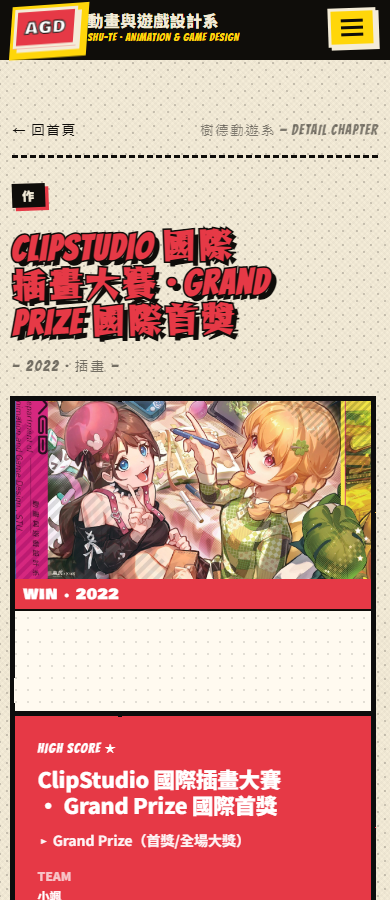 AGD
動畫與遊戲設計系
SHU-TE · ANIMATION & GAME DESIGN
← 回首頁
樹德動遊系 — DETAIL CHAPTER
作
CLIPSTUDIO 國際
插畫大賽 · GRAND
PRIZE 國際首獎
— 2022 · 插畫 —
WIN · 2022
HIGH SCORE ★
ClipStudio 國際插畫大賽
· Grand Prize 國際首獎
▸ Grand Prize（首獎/全場大獎）
TEAM
小颯